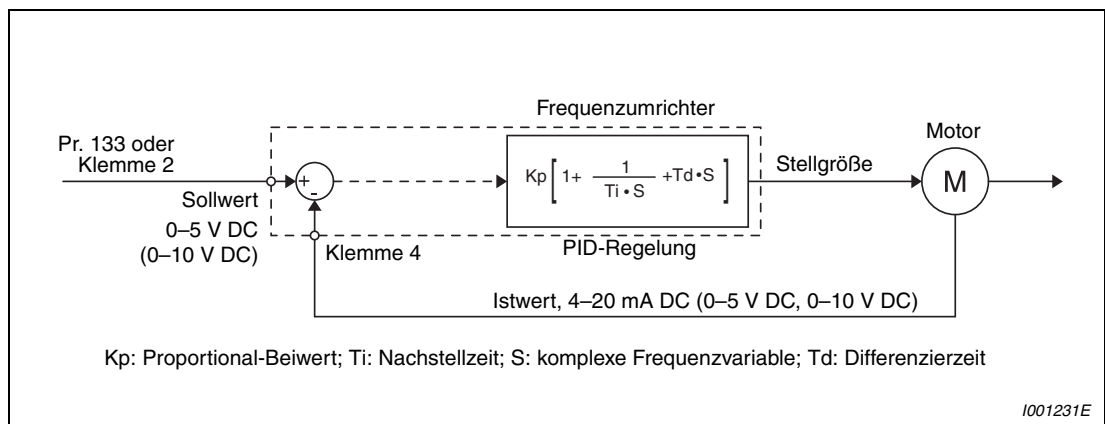 Frequenzumrichter
Pr. 133 oder
Klemme 2
Motor
Stellgröße
+
-
Kp[1+ 1/Ti•S +Td•S]
M
Sollwert
0–5 V DC
(0–10 V DC)
Klemme 4
PID-Regelung
Istwert, 4–20 mA DC (0–5 V DC, 0–10 V DC)
Kp: Proportional-Beiwert; Ti: Nachstellzeit; S: komplexe Frequenzvariable; Td: Differenzierzeit
I001231E